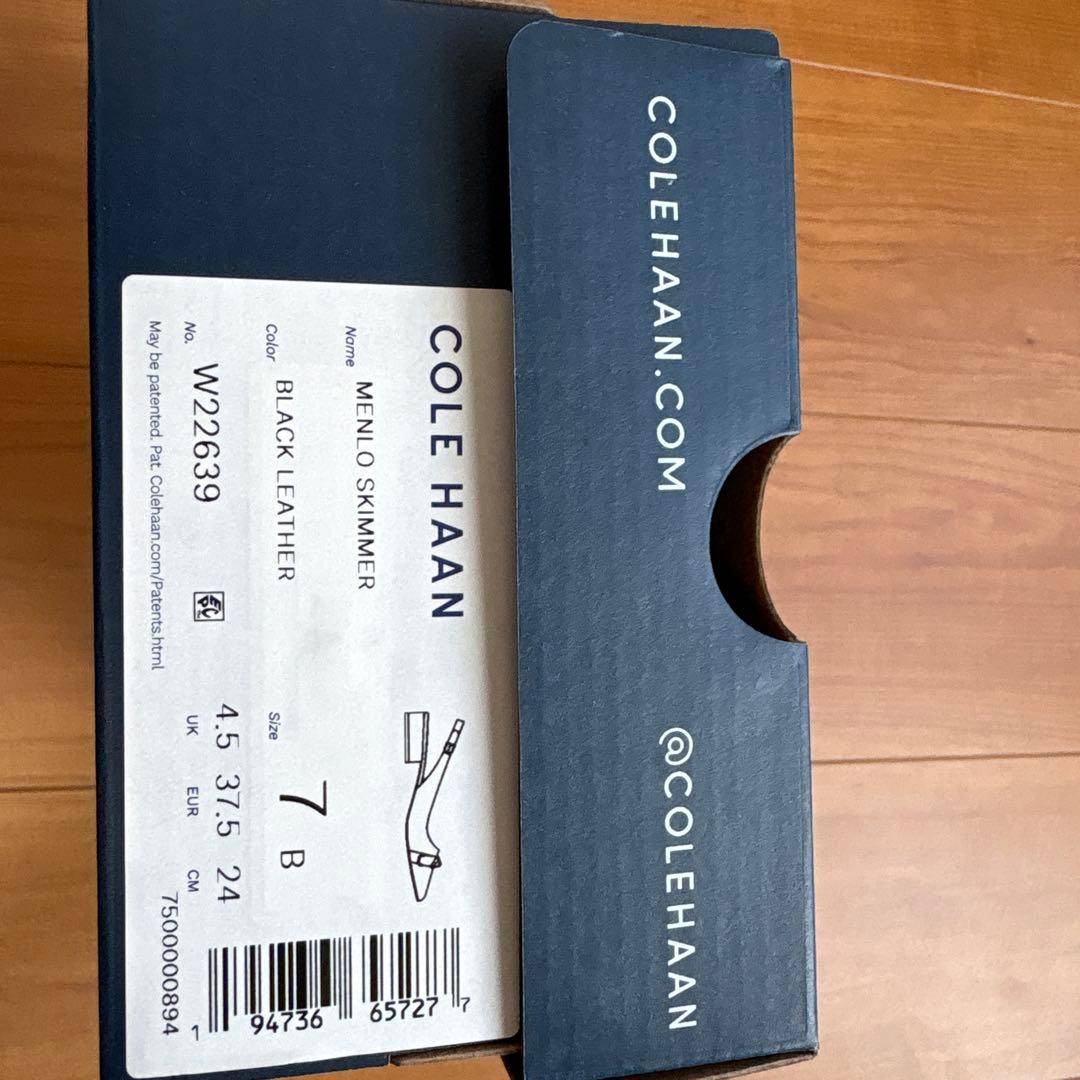 COLEHAAN.COM
@COLEHAAN
COLE HAAN
Name MENLO SKIMMER
Color BLACK LEATHER
Size 7 B
No. W22639
4.5 37.5 24
UK EUR CM
May be patented. Pat. Colehaan.com/Patents.html
7500000894
1 94736 65727 7